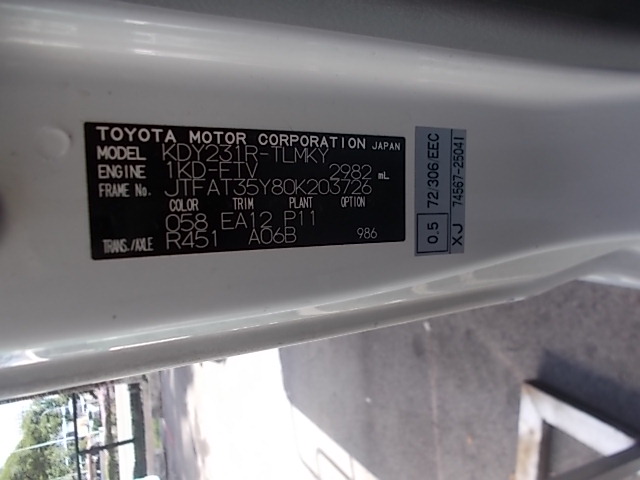 TOYOTA MOTOR CORPORATION JAPAN
MODEL KDY231R-TLMKY
ENGINE 1KD-FTV 2982 mL
FRAME No. JTFAT35Y80K203726
COLOR TRIM PLANT OPTION
058 EA12 P11
TRANS./AXLE R451 A06B 986
0.5 72/306 EEC
XJ 74567-25041